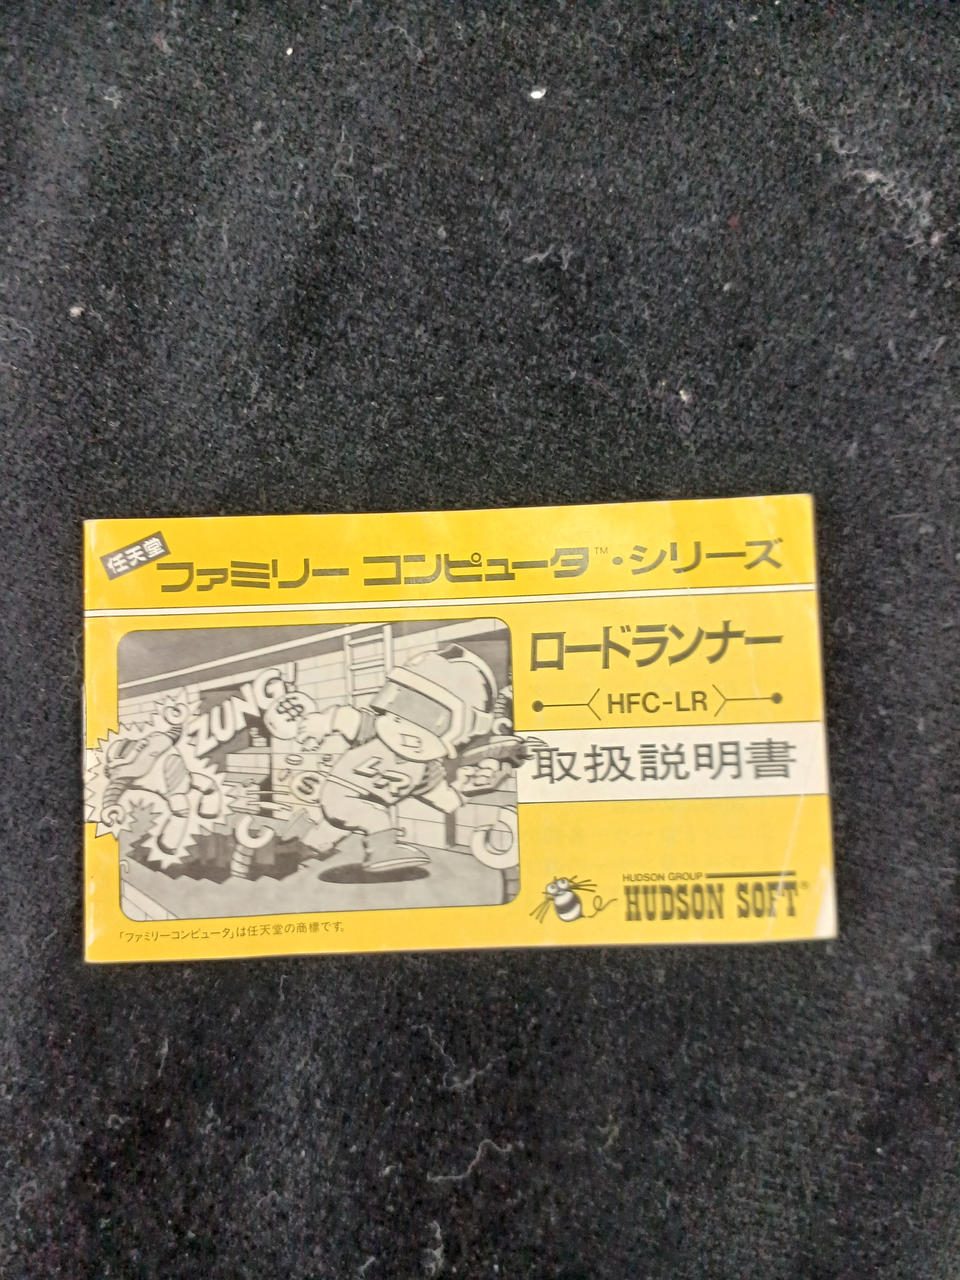 任天堂
ファミリー コンピュータ™・シリーズ
ロードランナー
HFC-LR
取扱説明書
ZUNG!
$
LR
$
HUDSON GROUP
HUDSON SOFT®
「ファミリーコンピュータ」は任天堂の商標です。